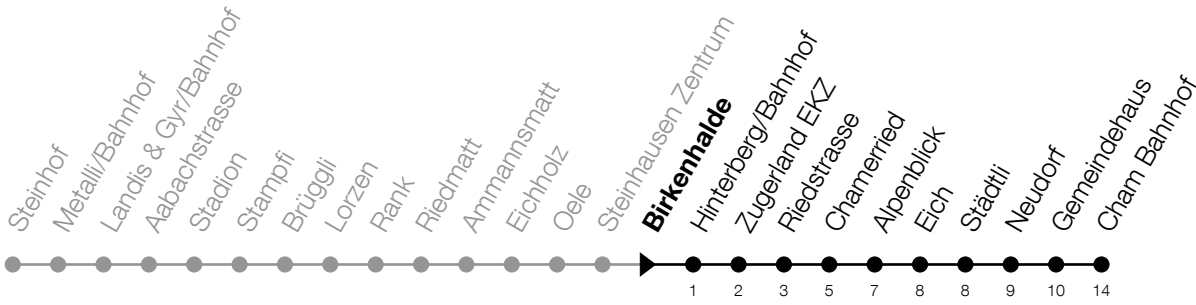 Steinhof
Metalli/Bahnhof
Landis & Gyr/Bahnhof
Aabachstrasse
Stadion
Stampfi
Brüggli
Lorzen
Rank
Riedmatt
Ammannsmatt
Eichholz
Oele
Steinhausen Zentrum
Birkenhalde
Hinterberg/Bahnhof
Zugerland EKZ
Riedstrasse
Chamerried
Alpenblick
Eich
Städtli
Neudorf
Gemeindehaus
Cham Bahnhof
1 2 3 5 7 8 8 9 10 14